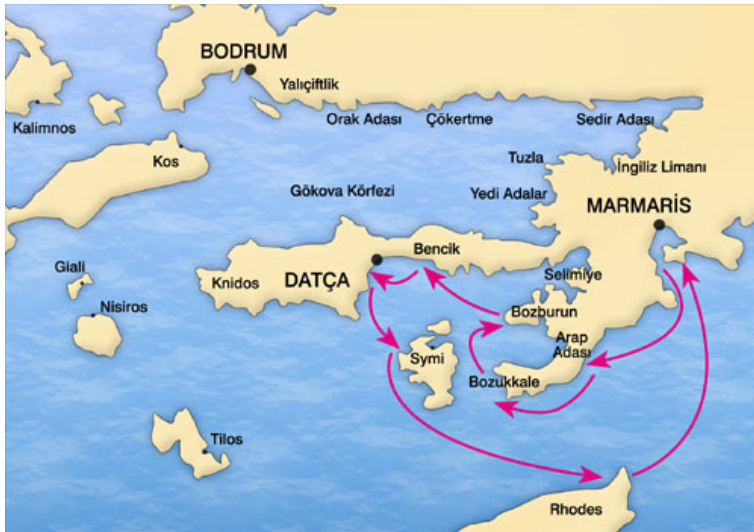 BODRUM
Yalıçiftlik
Kalimnos
Orak Adası
Çökertme
Sedir Adası
Kos
Tuzla
İngiliz Limanı
Gökova Körfezi
Yedi Adalar
MARMARİS
Bencik
Giali
Knidos
DATÇA
Selimiye
Nisiros
Bozburun
Arap
Adası
Symi
Bozukkale
Tilos
Rhodes